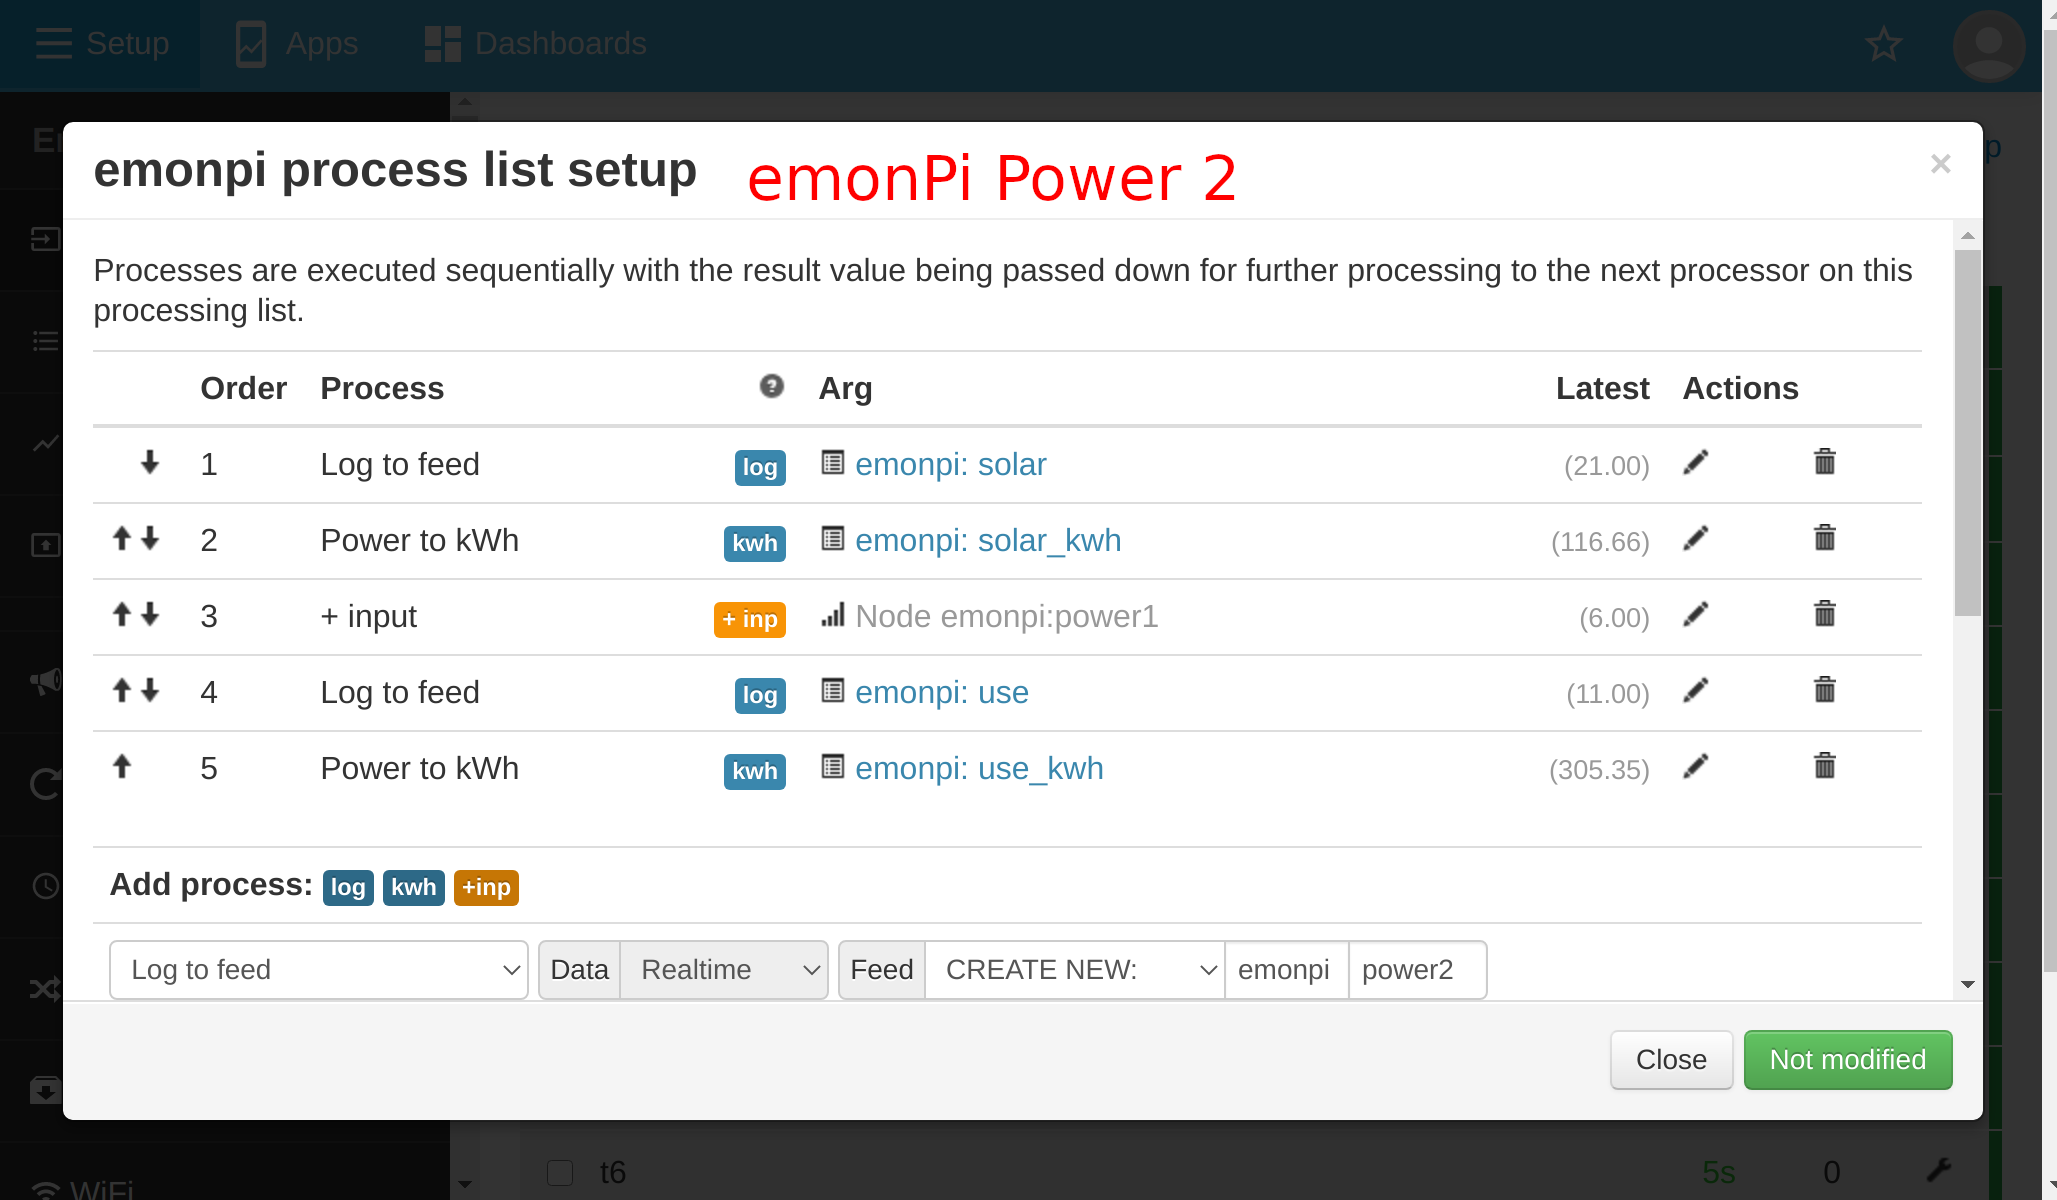 Setup Apps Dashboards
emonpi process list setup emonPi Power 2 ×
Processes are executed sequentially with the result value being passed down for further processing to the next processor on this
processing list.
Order Process ? Arg Latest Actions
1 Log to feed log emonpi: solar (21.00)
2 Power to kWh kwh emonpi: solar_kwh (116.66)
3 + input + inp Node emonpi:power1 (6.00)
4 Log to feed log emonpi: use (11.00)
5 Power to kWh kwh emonpi: use_kwh (305.35)
Add process: log kwh +inp
Log to feed Data Realtime Feed CREATE NEW: emonpi power2
Close Not modified
t6 5s 0
WiFi